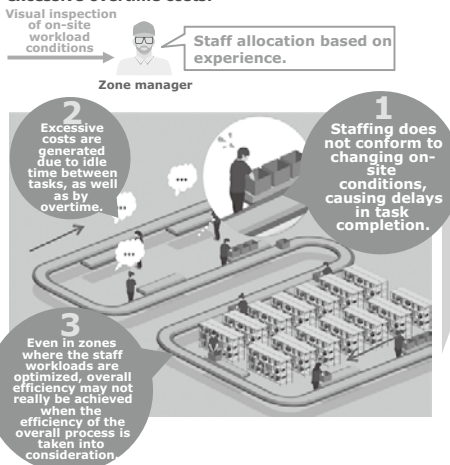 excessive overtime costs.
Visual inspection
of on-site
workload
conditions
Staff allocation based on
experience.
Zone manager
1
Staffing does
not conform to
changing on-
site
conditions,
causing delays
in task
completion.
2
Excessive
costs are
generated
due to idle
time between
tasks, as well
as by
overtime.
...
...
...
3
Even in zones
where the staff
workloads are
optimized, overall
efficiency may not
really be achieved
when the
efficiency of the
overall process is
taken into
consideration.